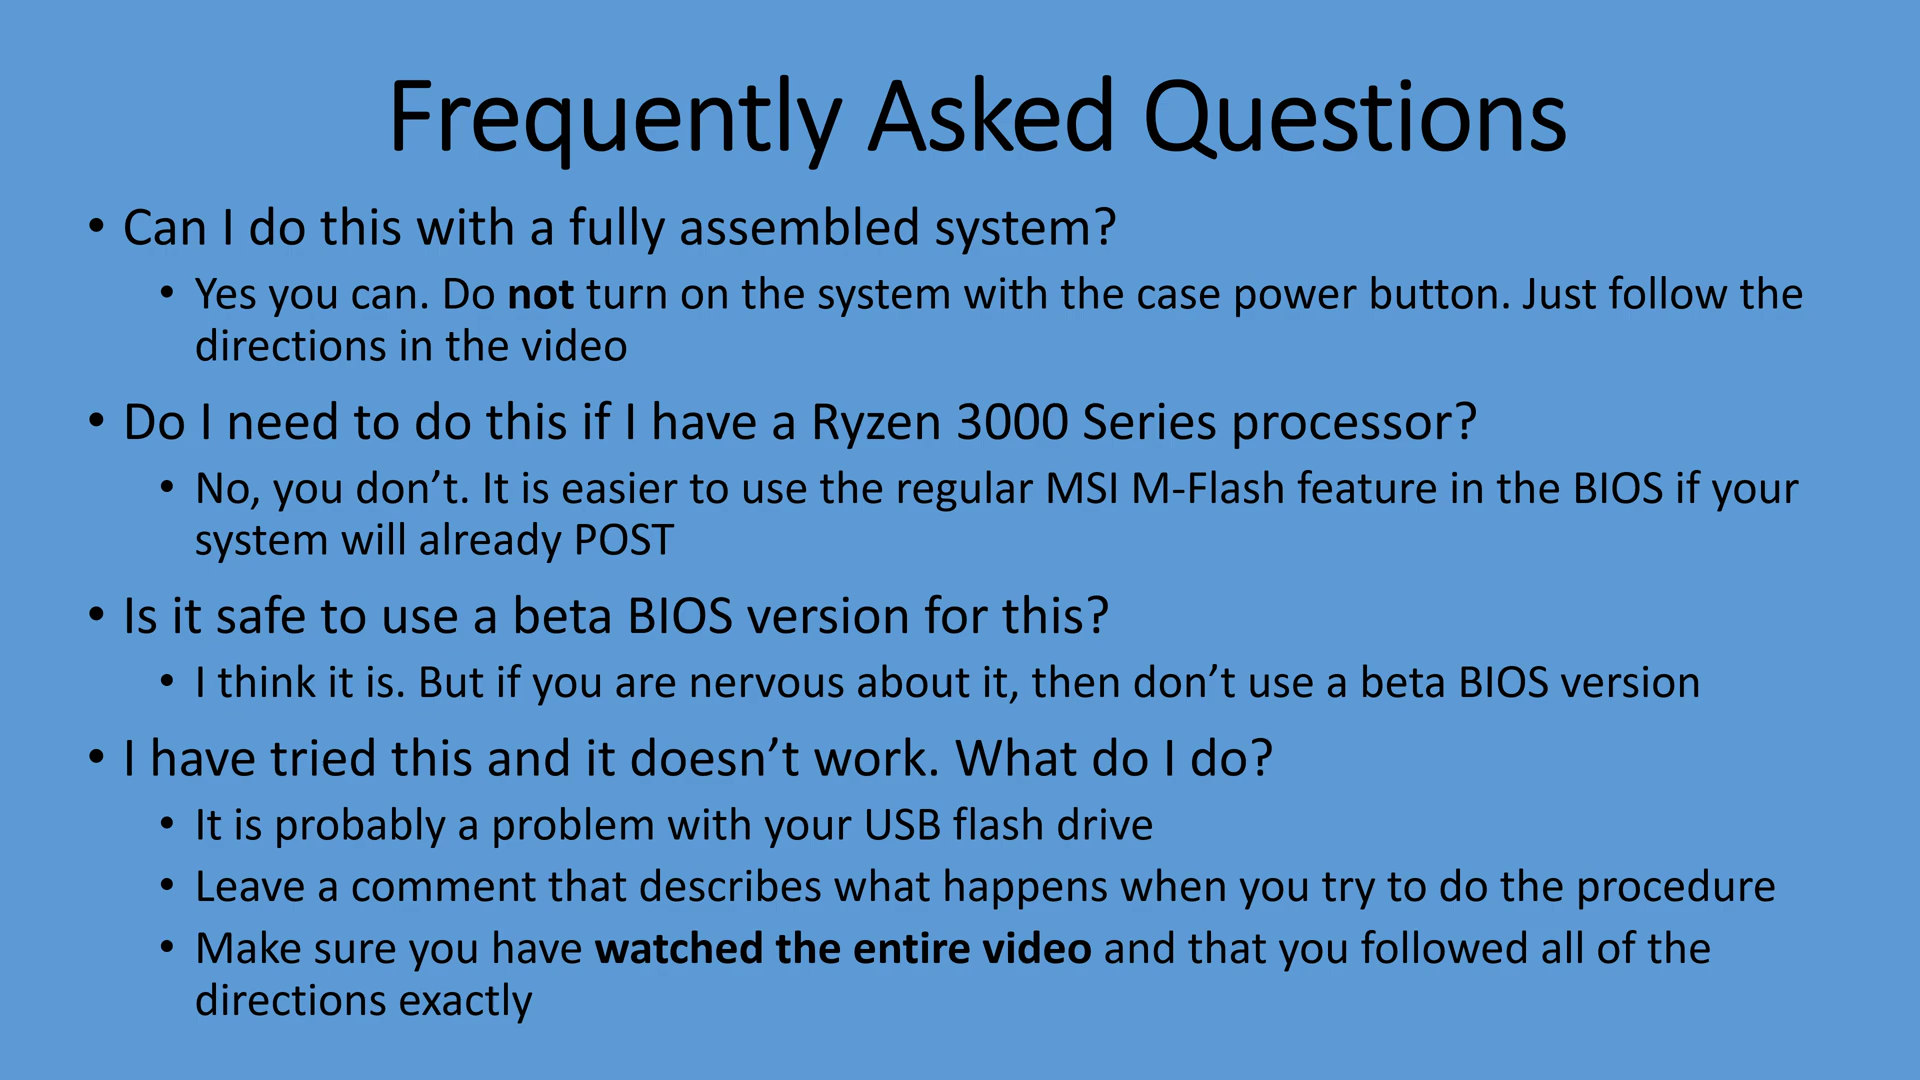 Frequently Asked Questions
• Can I do this with a fully assembled system?
• Yes you can. Do not turn on the system with the case power button. Just follow the
directions in the video
• Do I need to do this if I have a Ryzen 3000 Series processor?
• No, you don’t. It is easier to use the regular MSI M-Flash feature in the BIOS if your
system will already POST
• Is it safe to use a beta BIOS version for this?
• I think it is. But if you are nervous about it, then don’t use a beta BIOS version
• I have tried this and it doesn’t work. What do I do?
• It is probably a problem with your USB flash drive
• Leave a comment that describes what happens when you try to do the procedure
• Make sure you have watched the entire video and that you followed all of the
directions exactly